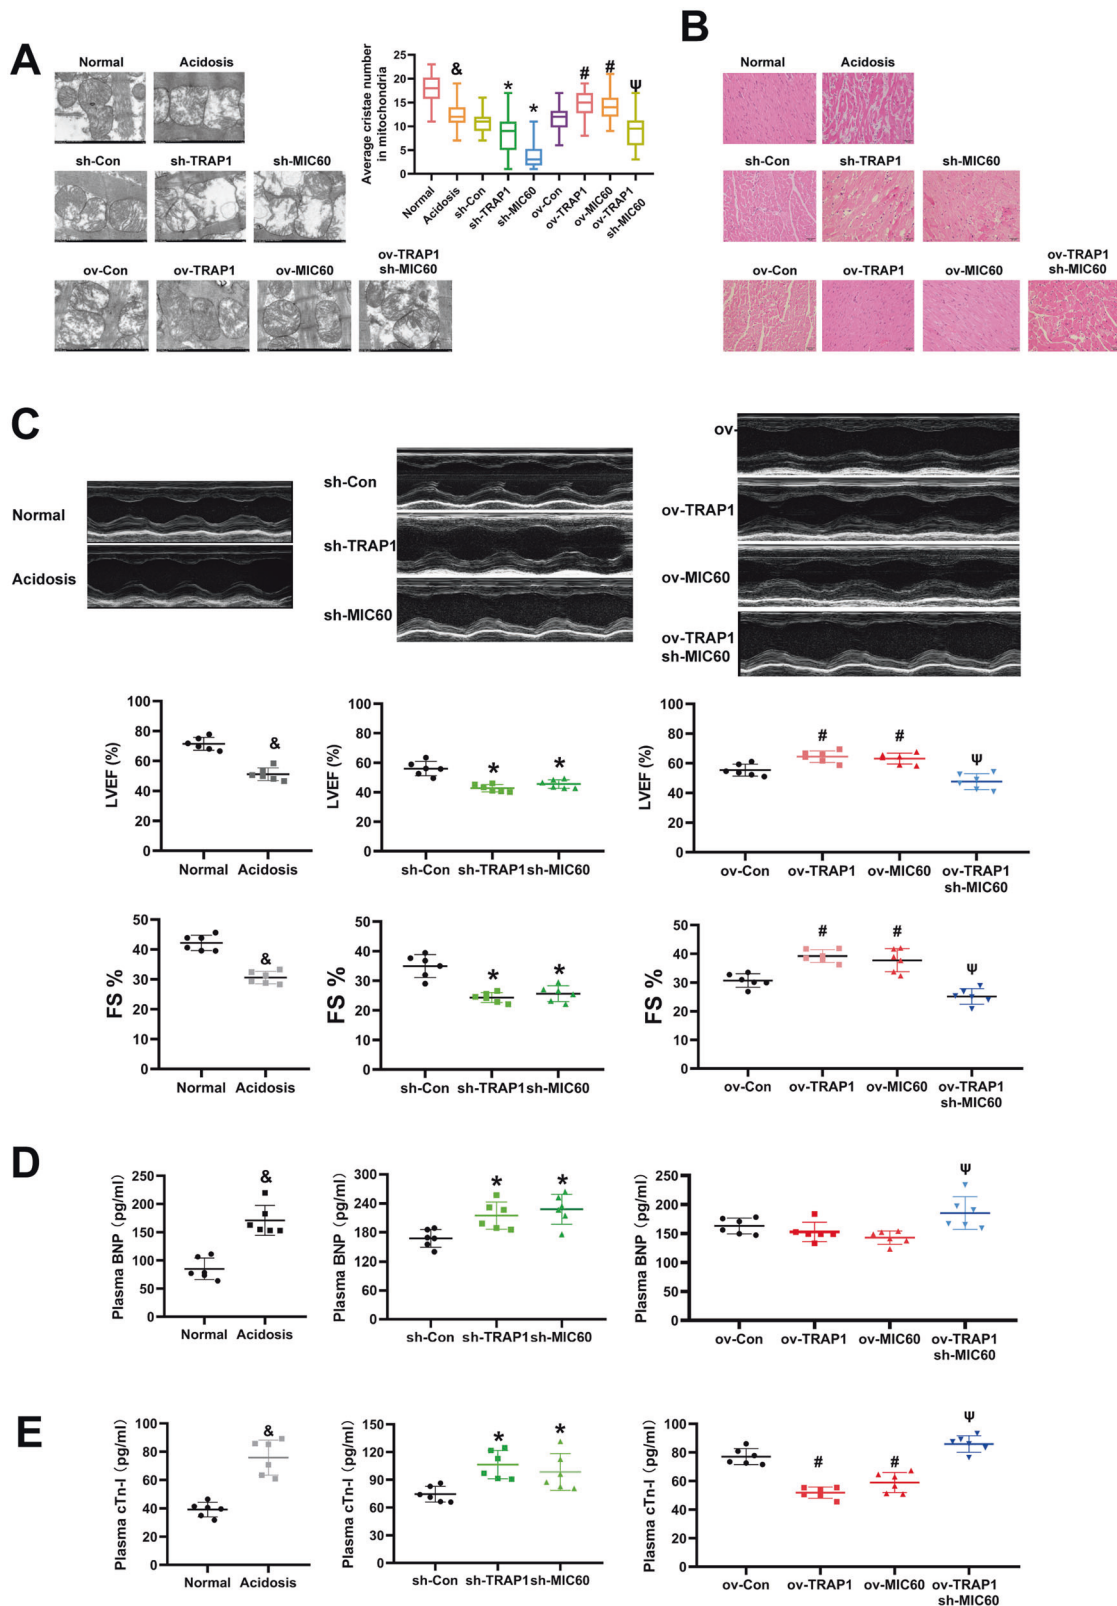 A
Normal
Acidosis
sh-Con
sh-TRAP1
sh-MIC60
ov-Con
ov-TRAP1
ov-MIC60
ov-TRAP1
sh-MIC60
Average cristae number
in mitochondria
25
20
15
10
5
0
&
*
*
#
#
Ψ
Normal
Acidosis
sh-Con
sh-TRAP1
sh-MIC60
ov-Con
ov-TRAP1
ov-MIC60
ov-TRAP1
sh-MIC60
B
Normal
Acidosis
sh-Con
sh-TRAP1
sh-MIC60
ov-Con
ov-TRAP1
ov-MIC60
ov-TRAP1
sh-MIC60
C
Normal
Acidosis
sh-Con
sh-TRAP1
sh-MIC60
ov-
ov-TRAP1
ov-MIC60
ov-TRAP1
sh-MIC60
LVEF (%)
100
80
60
40
20
0
&
Normal
Acidosis
LVEF (%)
100
80
60
40
20
0
*
*
sh-Con
sh-TRAP1
sh-MIC60
LVEF (%)
100
80
60
40
20
0
#
#
Ψ
ov-Con
ov-TRAP1
ov-MIC60
ov-TRAP1
sh-MIC60
FS %
50
40
30
20
10
0
&
Normal
Acidosis
FS %
50
40
30
20
10
0
*
*
sh-Con
sh-TRAP1
sh-MIC60
FS %
50
40
30
20
10
0
#
#
Ψ
ov-Con
ov-TRAP1
ov-MIC60
ov-TRAP1
sh-MIC60
D
Plasma BNP (pg/ml)
250
200
150
100
50
0
&
Normal
Acidosis
Plasma BNP (pg/ml)
300
240
180
120
60
0
*
*
sh-Con
sh-TRAP1
sh-MIC60
Plasma BNP (pg/ml)
250
200
150
100
50
0
Ψ
ov-Con
ov-TRAP1
ov-MIC60
ov-TRAP1
sh-MIC60
E
Plasma cTn-I (pg/ml)
100
80
60
40
20
0
&
Normal
Acidosis
Plasma cTn-I (pg/ml)
150
120
90
60
30
0
*
*
sh-Con
sh-TRAP1
sh-MIC60
Plasma cTn-I (pg/ml)
100
80
60
40
20
0
#
#
Ψ
ov-Con
ov-TRAP1
ov-MIC60
ov-TRAP1
sh-MIC60